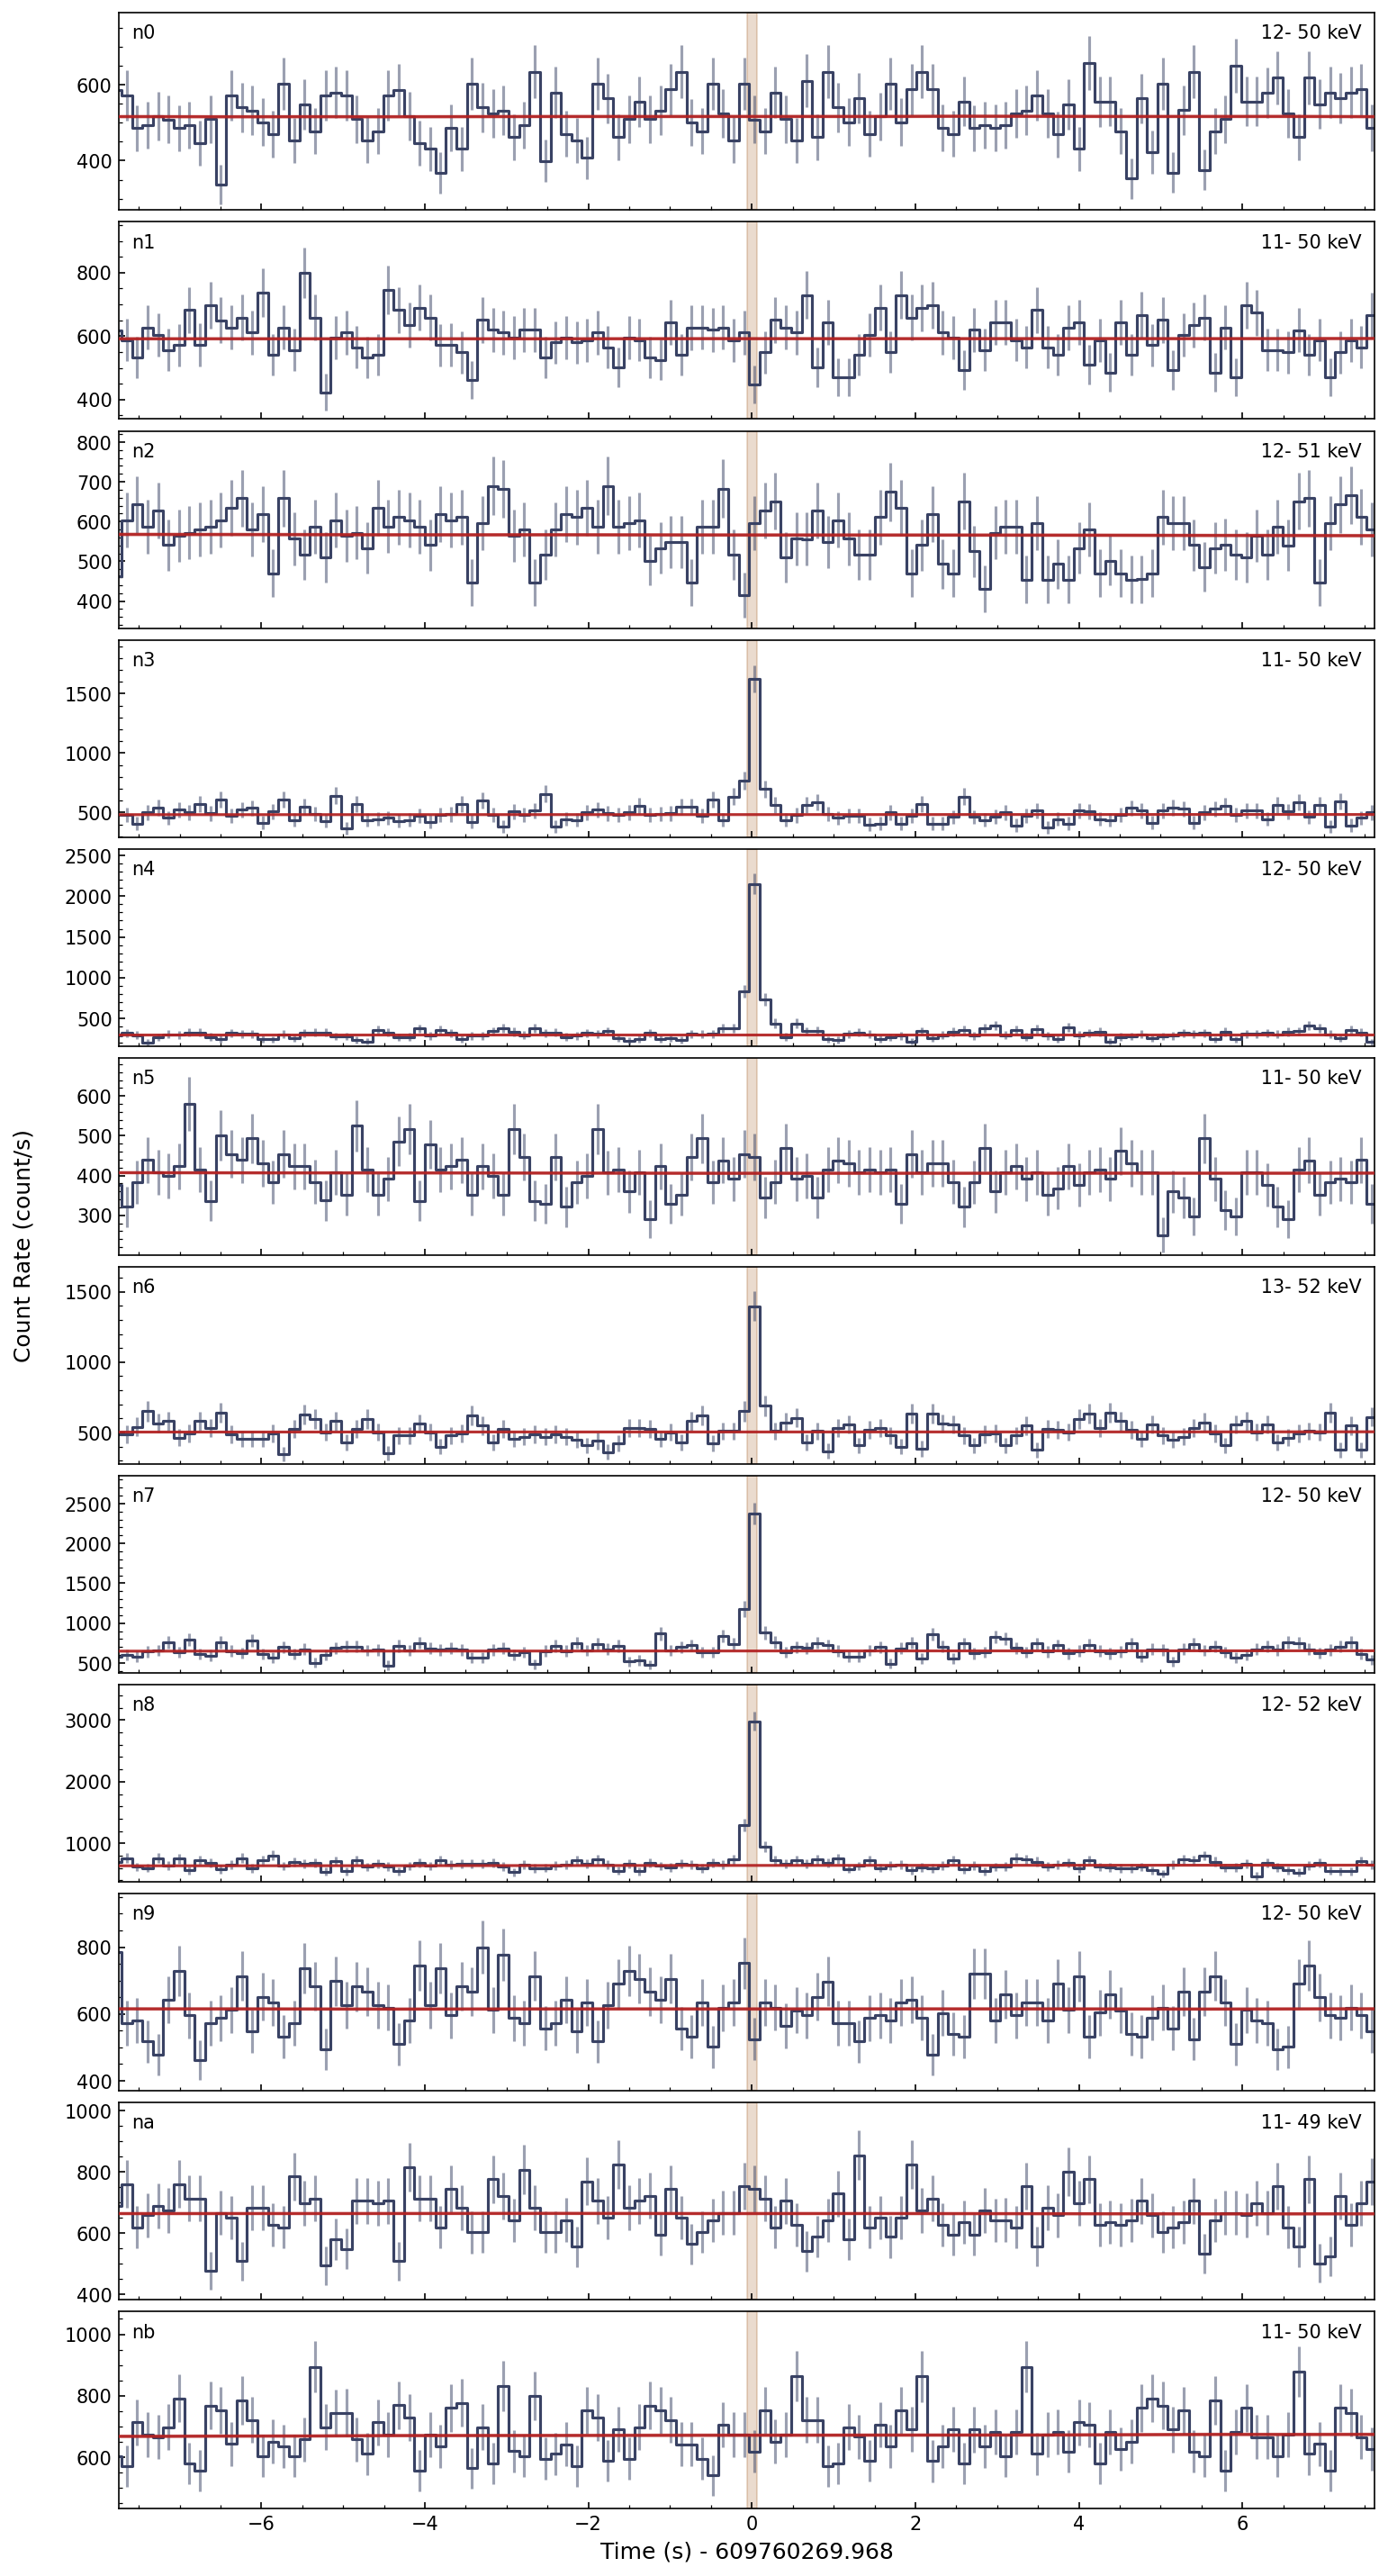 n0 12- 50 keV
600
400
n1 11- 50 keV
800
600
400
n2 12- 51 keV
800
700
600
500
400
n3 11- 50 keV
1500
1000
500
n4 12- 50 keV
2500
2000
1500
1000
500
n5 11- 50 keV
600
500
400
300
Count Rate (count/s)
n6 13- 52 keV
1500
1000
500
n7 12- 50 keV
2500
2000
1500
1000
500
n8 12- 52 keV
3000
2000
1000
n9 12- 50 keV
800
600
400
na 11- 49 keV
1000
800
600
400
nb 11- 50 keV
1000
800
600
−6 −4 −2 0 2 4 6
Time (s) - 609760269.968